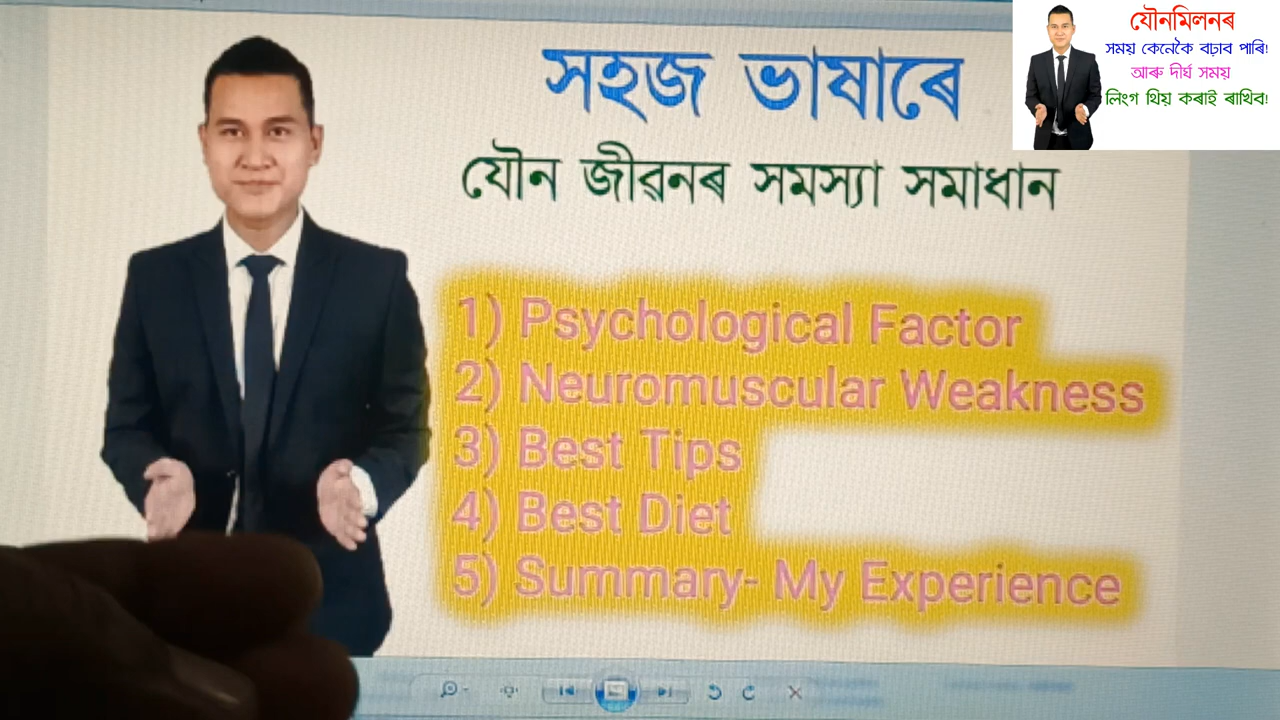 সহজ ভাষাৰে
যৌন জীৱনৰ সমস্যা সমাধান
1) Psychological Factor
2) Neuromuscular Weakness
3) Best Tips
4) Best Diet
5) Summary- My Experience
যৌনমিলনৰ
সময় কেনেকৈ বঢ়াব পাৰি!
আৰু দীৰ্ঘ সময়
লিংগ থিয় কৰাই ৰাখিব!